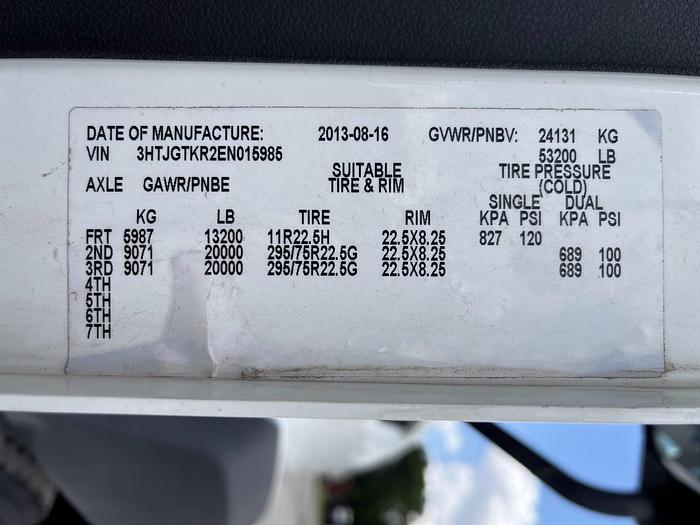 DATE OF MANUFACTURE: 2013-08-16 GVWR/PNBV: 24131 KG
VIN 3HTJGTKR2EN015985 53200 LB
AXLE GAWR/PNBE SUITABLE TIRE & RIM TIRE PRESSURE (COLD)
SINGLE DUAL
KG LB TIRE RIM KPA PSI KPA PSI
FRT 5987 13200 11R22.5H 22.5X8.25 827 120
2ND 9071 20000 295/75R22.5G 22.5X8.25 689 100
3RD 9071 20000 295/75R22.5G 22.5X8.25 689 100
4TH
5TH
6TH
7TH